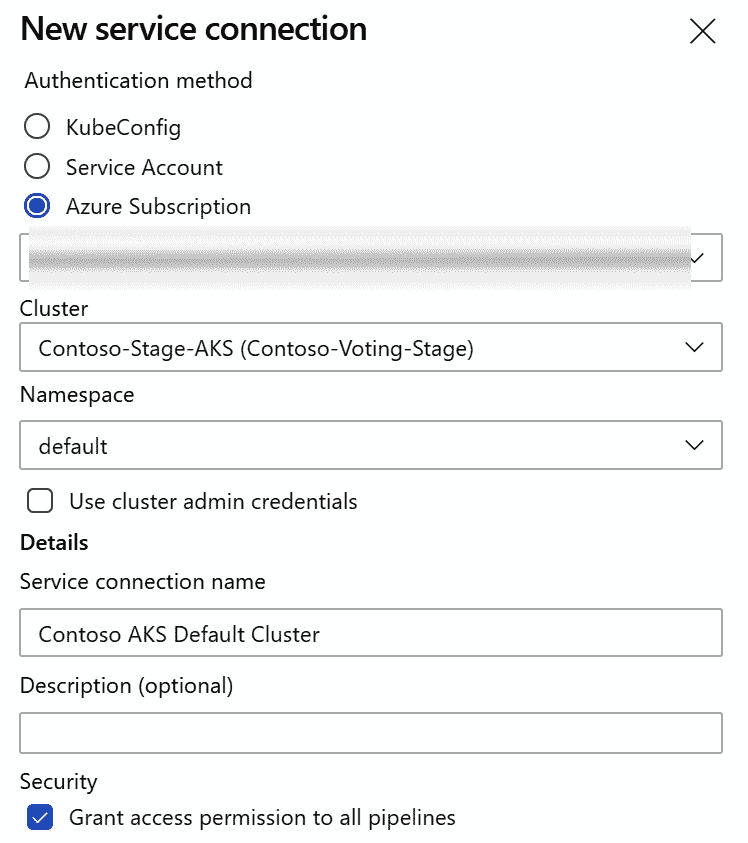 New service connection
Authentication method
KubeConfig
Service Account
Azure Subscription
Cluster
Contoso-Stage-AKS (Contoso-Voting-Stage)
Namespace
default
Use cluster admin credentials
Details
Service connection name
Contoso AKS Default Cluster
Description (optional)
Security
Grant access permission to all pipelines